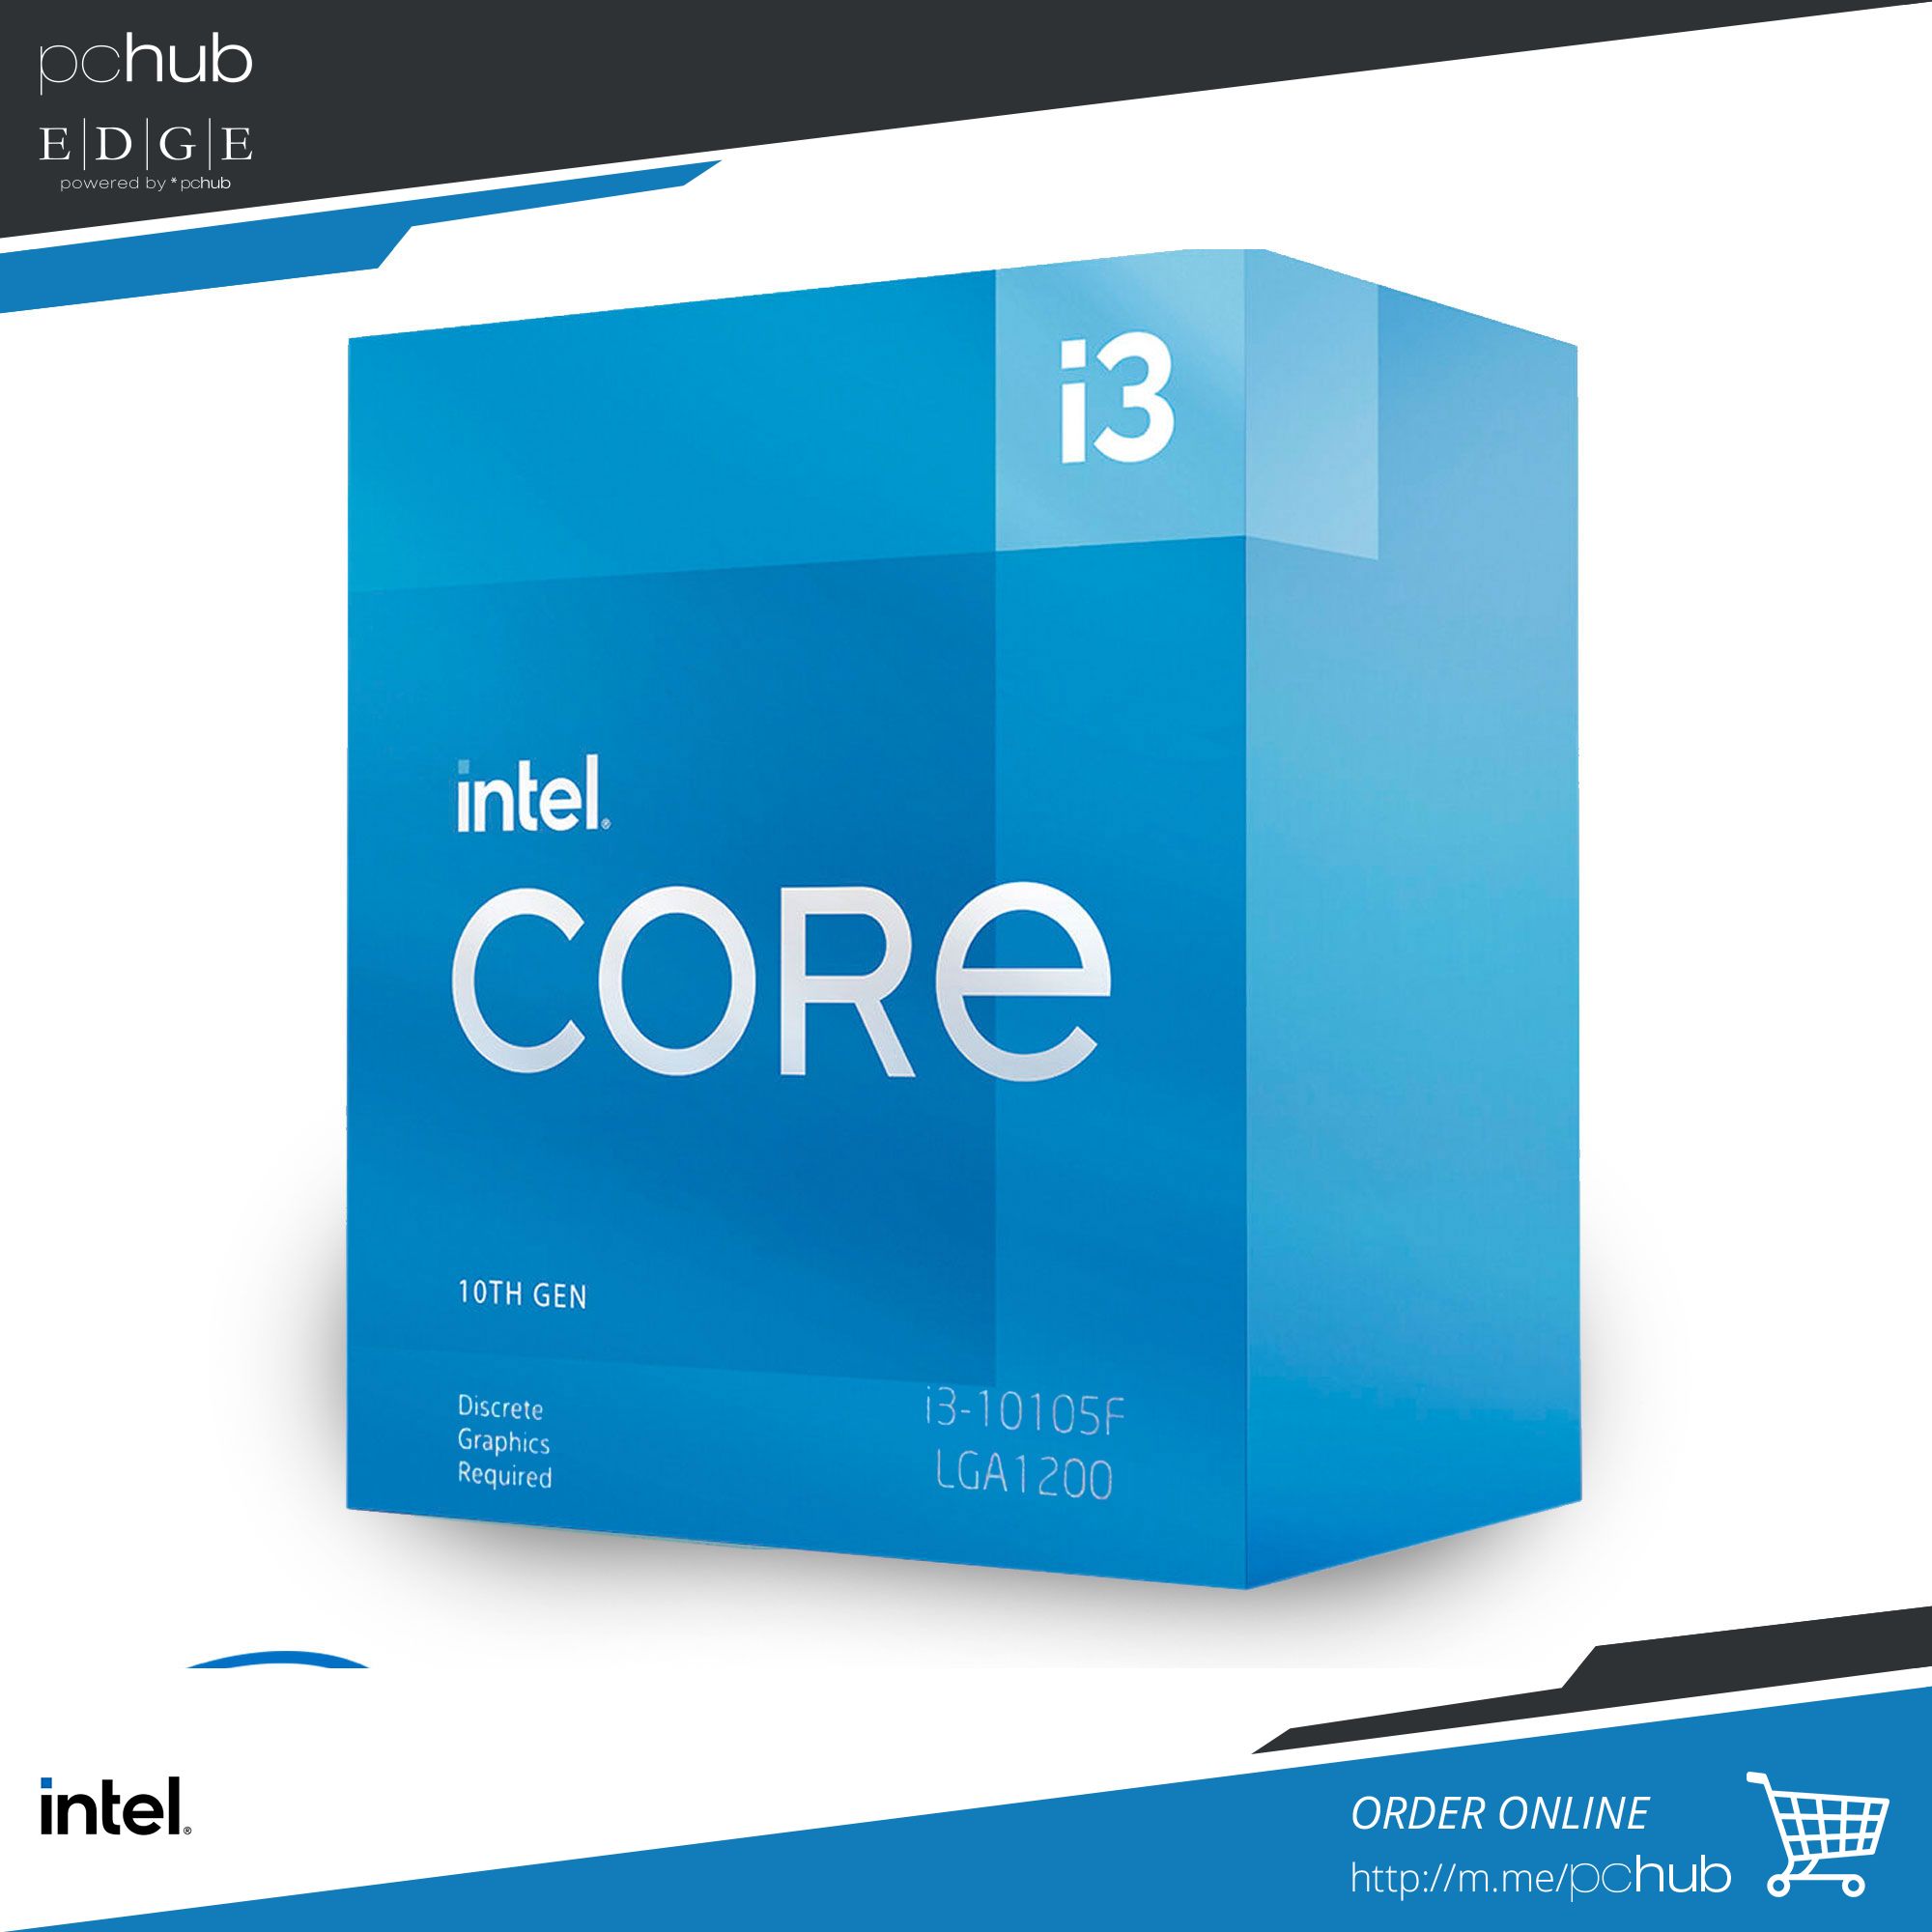 pchub
E|D|G|E
powered by *pchub
i3
intel®
CORe
10TH GEN
Discrete
Graphics
Required
i3-10105F
LGA1200
intel®
ORDER ONLINE
http://m.me/pchub